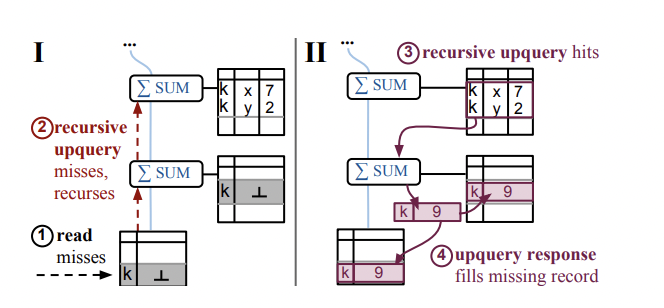 I
...
∑ SUM
k x 7
k y 2
② recursive
upquery
misses,
recurses
∑ SUM
k ⊥
① read
misses
k ⊥
II
...
③ recursive upquery hits
∑ SUM
k x 7
k y 2
∑ SUM
k 9
k 9
④ upquery response
fills missing record
k 9